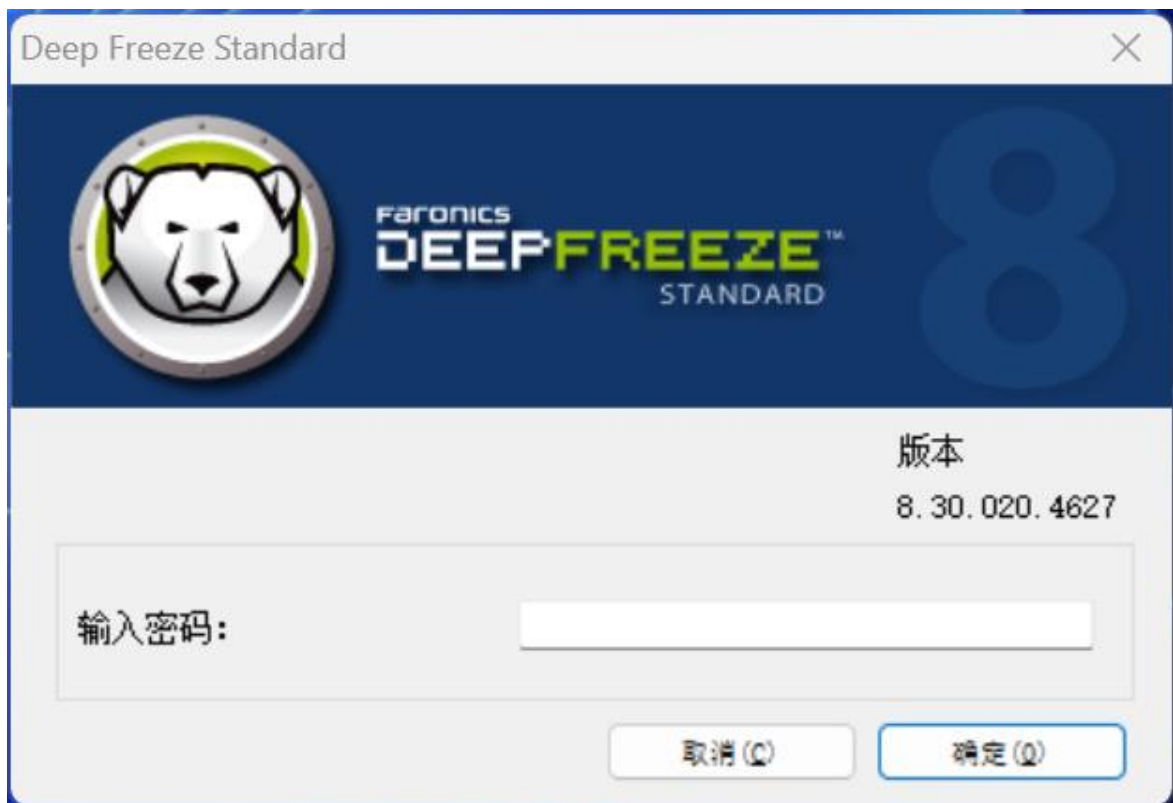 Deep Freeze Standard
8
Faronics
DEEPFREEZE™
STANDARD
版本
8.30.020.4627
输入密码:
取消(C)
确定(O)